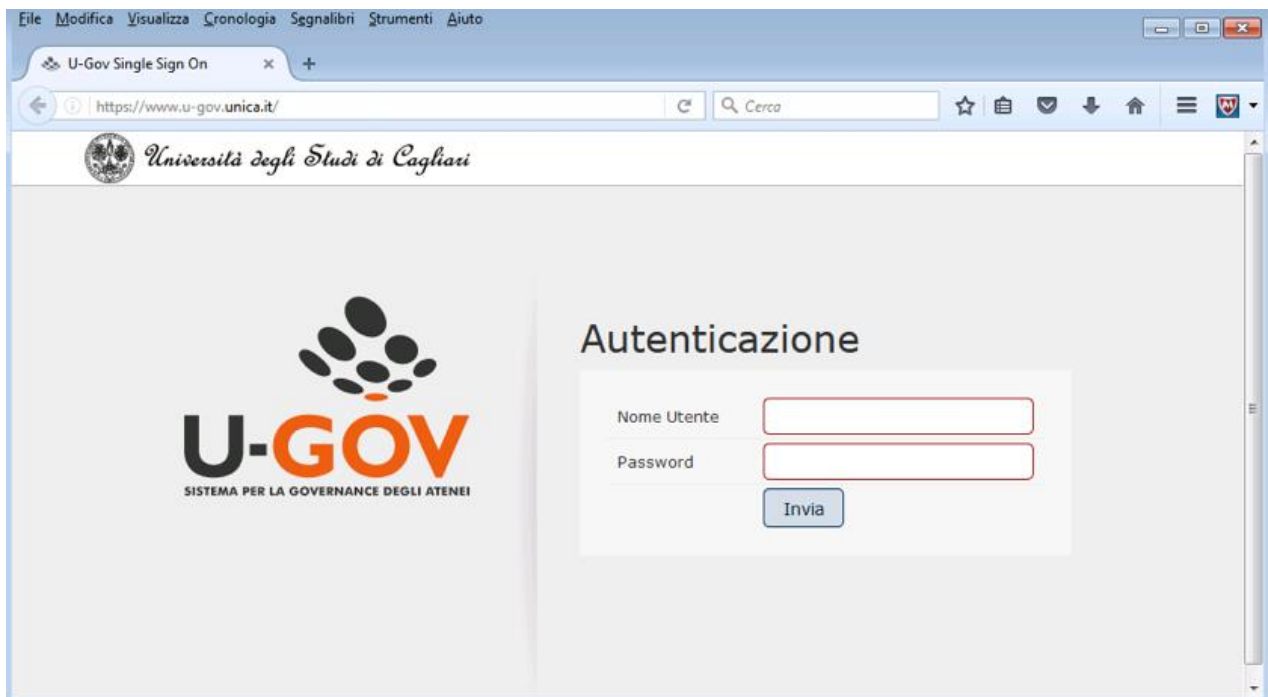 File Modifica Visualizza Cronologia Segnalibri Strumenti Aiuto
U-Gov Single Sign On
https://www.u-gov.unica.it/
Cerca
Università degli Studi di Cagliari
Autenticazione
Nome Utente
Password
Invia
U-GOV
SISTEMA PER LA GOVERNANCE DEGLI ATENEI